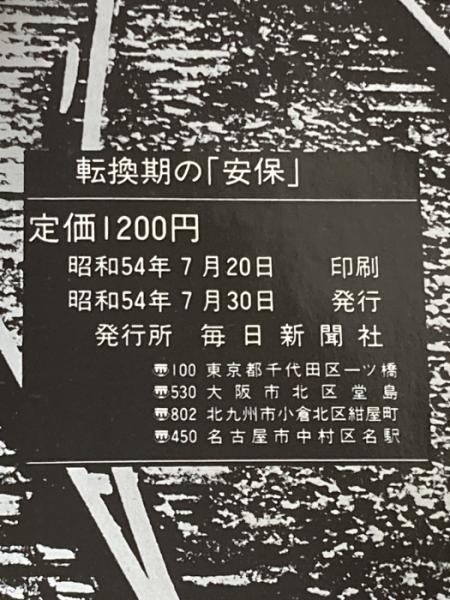 転換期の「安保」
定価1200円
昭和54年7月20日 印刷
昭和54年7月30日 発行
発行所 毎日新聞社
〠100 東京都千代田区一ツ橋
〠530 大阪市北区堂島
〠802 北九州市小倉北区紺屋町
〠450 名古屋市中村区名駅